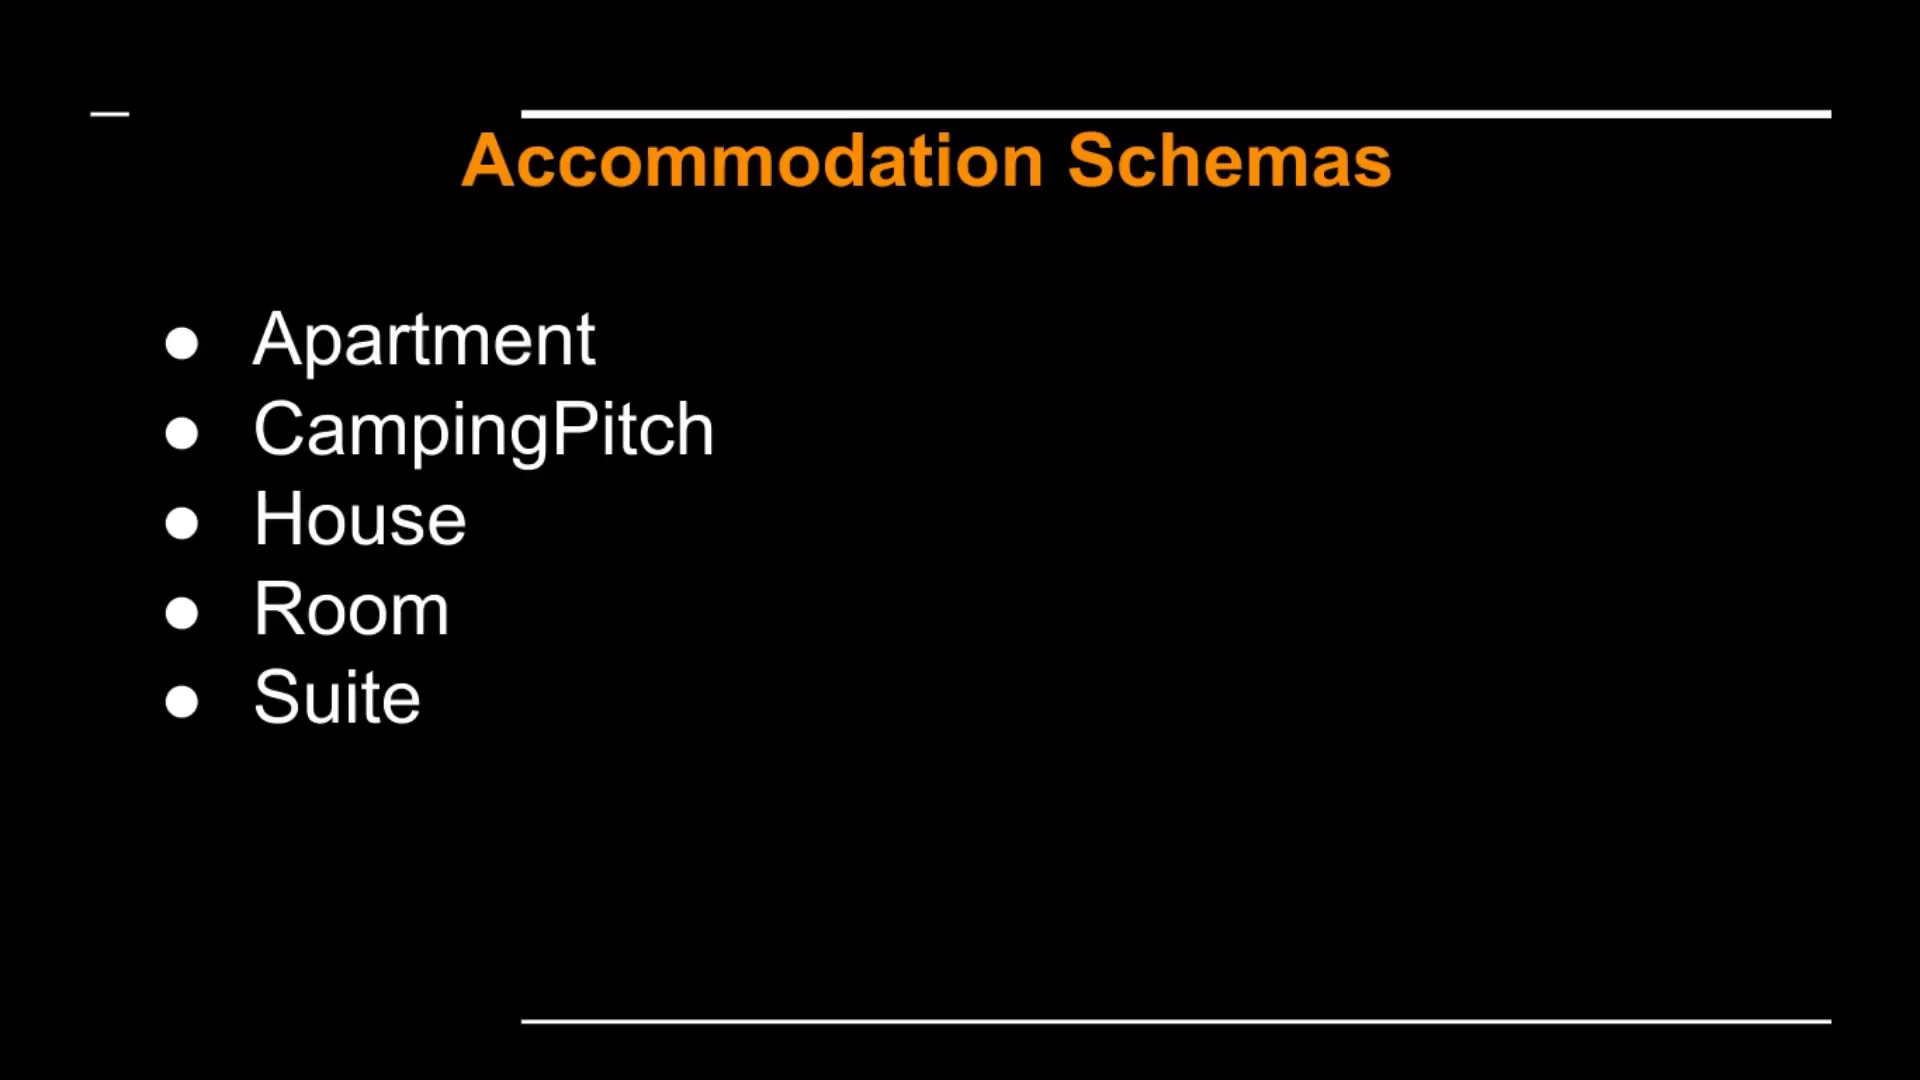 Accommodation Schemas
● Apartment
● CampingPitch
● House
● Room
● Suite